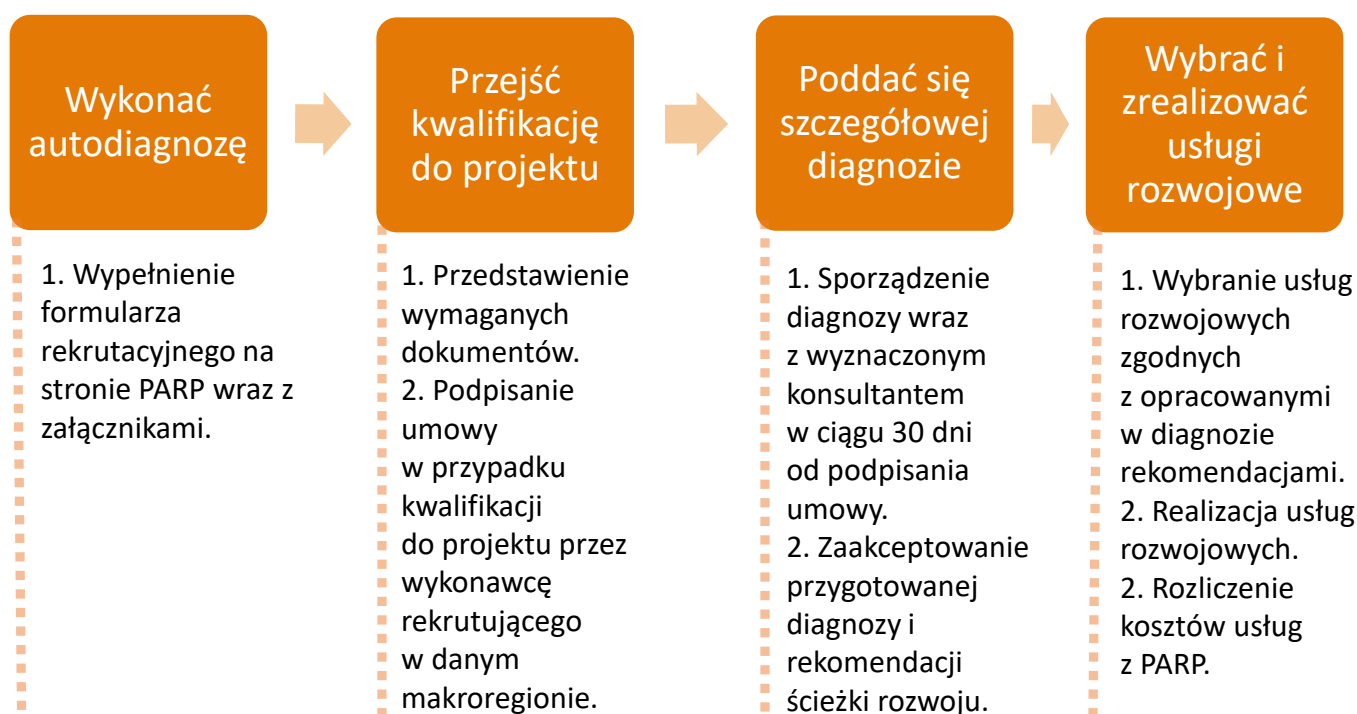 Wykonać
autodiagnozę
1. Wypełnienie
formularza
rekrutacyjnego na
stronie PARP wraz z
załącznikami.
Przejść
kwalifikację
do projektu
1. Przedstawienie
wymaganych
dokumentów.
2. Podpisanie
umowy
w przypadku
kwalifikacji
do projektu przez
wykonawcę
rekrutującego
w danym
makroregionie.
Poddać się
szczegółowej
diagnozie
1. Sporządzenie
diagnozy wraz
z wyznaczonym
konsultantem
w ciągu 30 dni
od podpisania
umowy.
2. Zaakceptowanie
przygotowanej
diagnozy i
rekomendacji
ścieżki rozwoju.
Wybrać i
zrealizować
usługi
rozwojowe
1. Wybranie usług
rozwojowych
zgodnych
z opracowanymi
w diagnozie
rekomendacjami.
2. Realizacja usług
rozwojowych.
2. Rozliczenie
kosztów usług
z PARP.